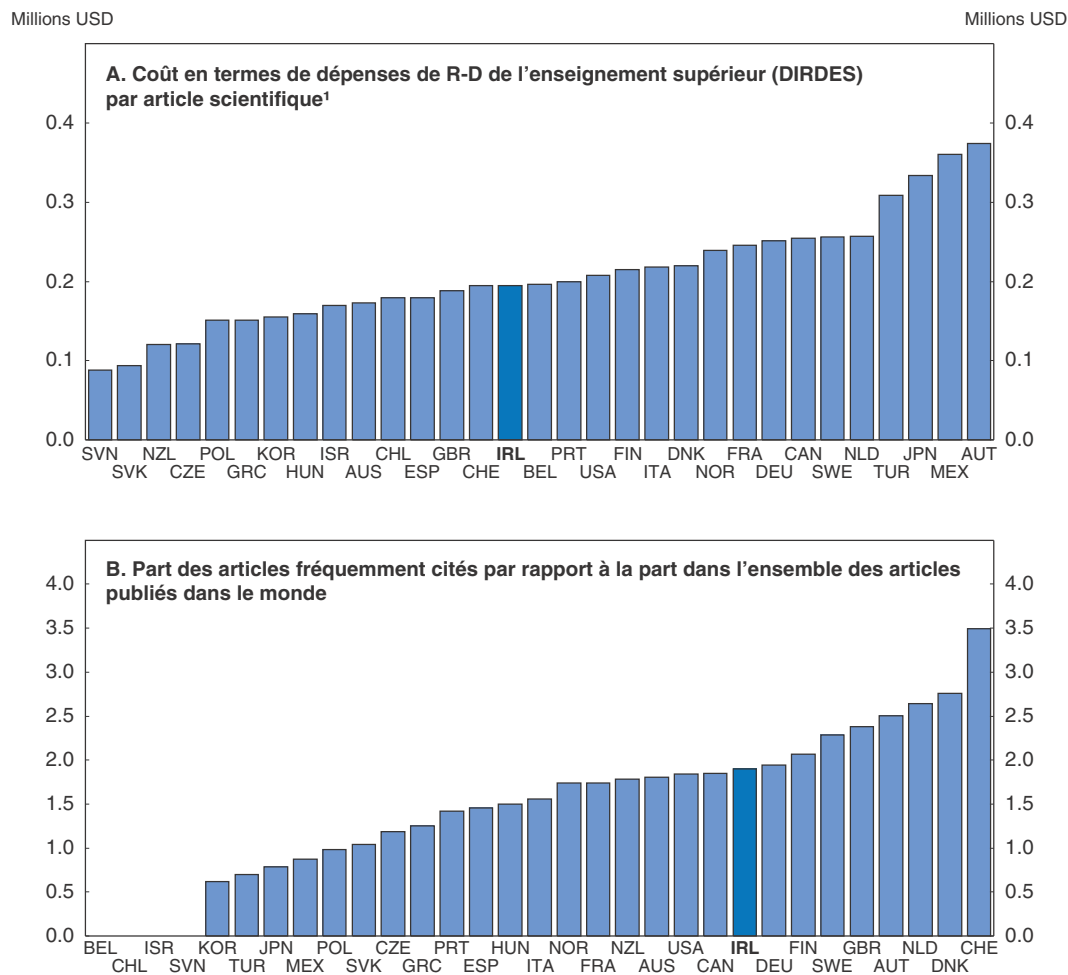 Millions USD Millions USD
A. Coût en termes de dépenses de R-D de l'enseignement supérieur (DIRDES)
par article scientifique¹
0.4 0.4
0.3 0.3
0.2 0.2
0.1 0.1
0.0 0.0
SVN NZL POL KOR ISR CHL GBR IRL PRT FIN DNK FRA CAN NLD JPN AUT
SVK CZE GRC HUN AUS ESP CHE BEL USA ITA NOR DEU SWE TUR MEX
B. Part des articles fréquemment cités par rapport à la part dans l'ensemble des articles
publiés dans le monde
4.0 4.0
3.5 3.5
3.0 3.0
2.5 2.5
2.0 2.0
1.5 1.5
1.0 1.0
0.5 0.5
0.0 0.0
BEL ISR KOR JPN POL CZE PRT HUN NOR NZL USA IRL FIN GBR NLD CHE
CHL SVN TUR MEX SVK GRC ESP ITA FRA AUS CAN DEU SWE AUT DNK